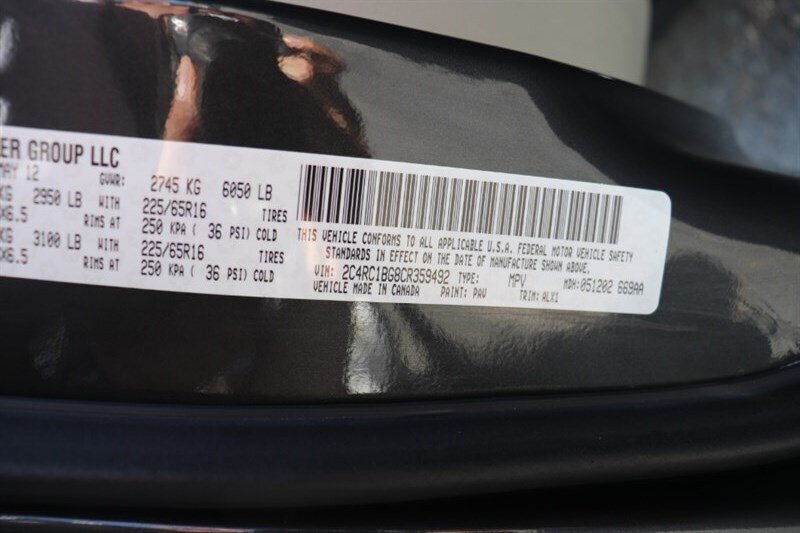 ER GROUP LLC
MAY 12 GVWR: 2745 KG 6050 LB
KG 2950 LB WITH 225/65R16 TIRES
X6.5 RIMS AT 250 KPA ( 36 PSI) COLD
KG 3100 LB WITH 225/65R16 TIRES
X6.5 RIMS AT 250 KPA ( 36 PSI) COLD
THIS VEHICLE CONFORMS TO ALL APPLICABLE U.S.A. FEDERAL MOTOR VEHICLE SAFETY
STANDARDS IN EFFECT ON THE DATE OF MANUFACTURE SHOWN ABOVE.
VIN: 2C4RC1BG8CR359492 TYPE: MPV MDH:051202 669AA
VEHICLE MADE IN CANADA PAINT: PAV TRIM: ALX1